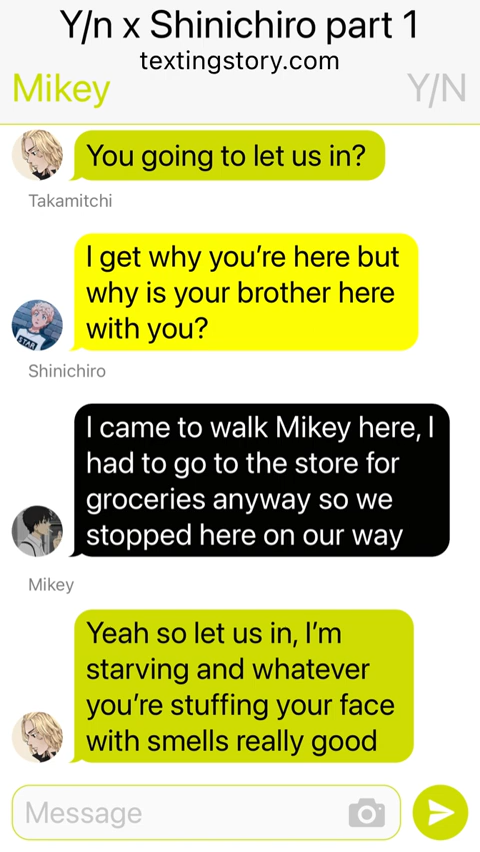 Y/n x Shinichiro part 1
textingstory.com
Mikey
Y/N
You going to let us in?
Takamitchi
I get why you’re here but
why is your brother here
with you?
STAR
Shinichiro
I came to walk Mikey here, I
had to go to the store for
groceries anyway so we
stopped here on our way
Mikey
Yeah so let us in, I’m
starving and whatever
you’re stuffing your face
with smells really good
Message